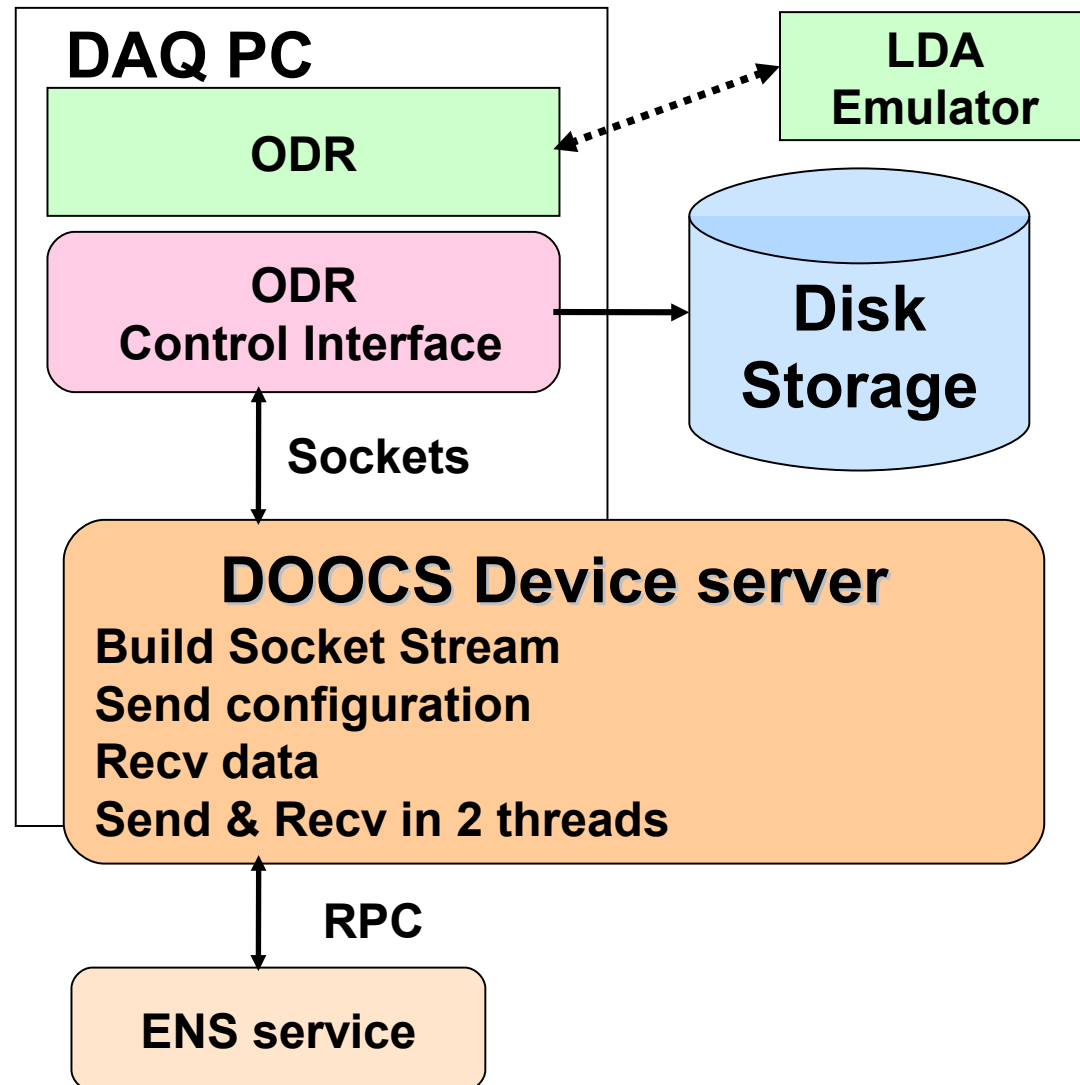 DAQ PC
ODR
LDA
Emulator
ODR
Control Interface
Disk
Storage
Sockets
DOOCS Device server
Build Socket Stream
Send configuration
Recv data
Send & Recv in 2 threads
RPC
ENS service